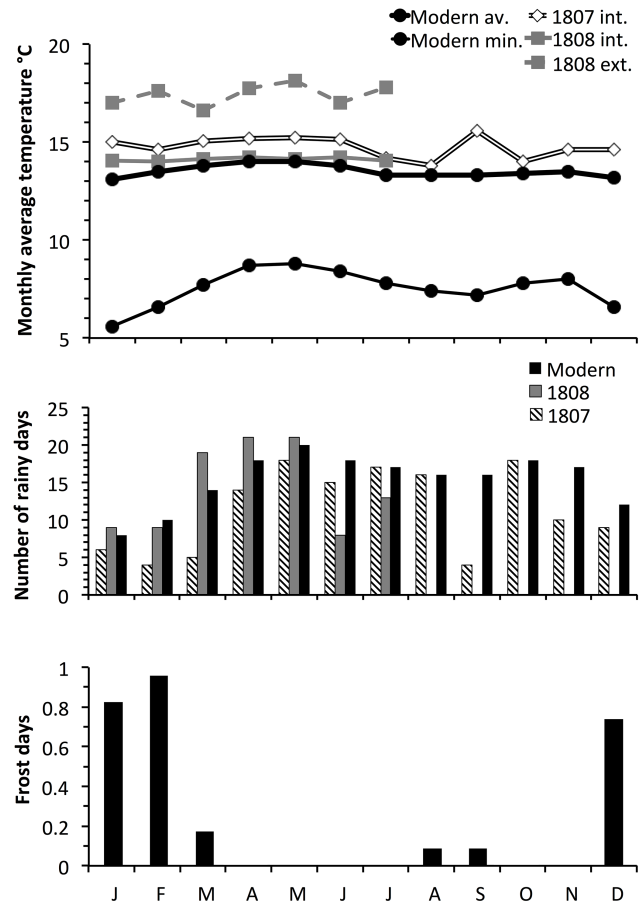 Modern av. 1807 int.
Modern min. 1808 int.
1808 ext.
Monthly average temperature °C
20
15
10
5
Modern
1808
1807
Number of rainy days
25
20
15
10
5
0
Frost days
1
0.8
0.6
0.4
0.2
0
J F M A M J J A S O N D